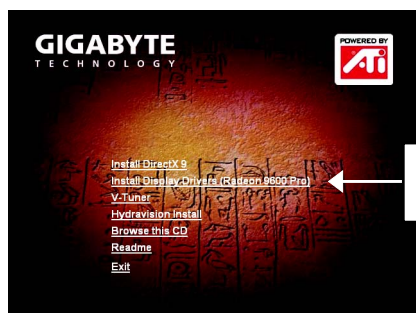 GIGABYTE
TECHNOLOGY
POWERED BY
ATi
Install DirectX 9
Install Display Drivers (Radeon 9600 Pro)
V-Tuner
Hydravision Install
Browse this CD
Readme
Exit